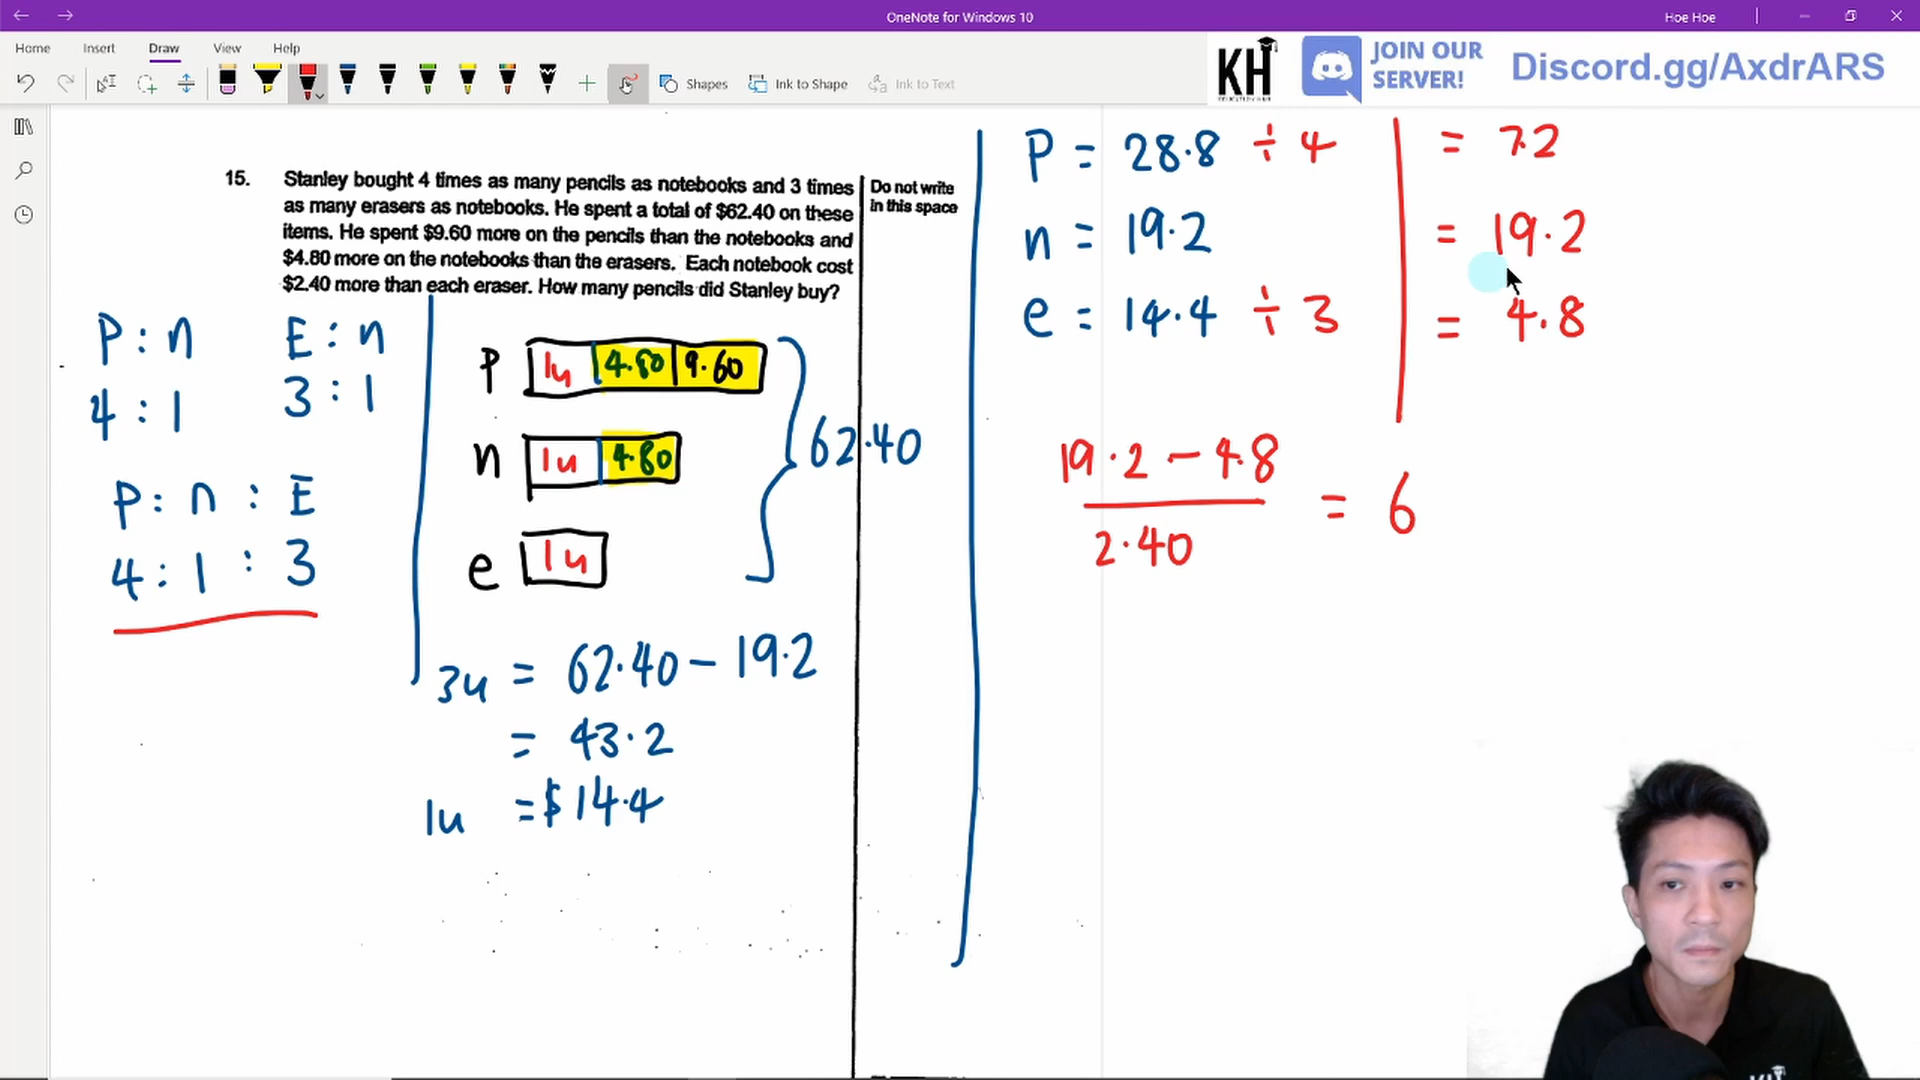 OneNote for Windows 10
Hoe Hoe
Home Insert Draw View Help
Shapes Ink to Shape Ink to Text
KH
JOIN OUR
SERVER!
Discord.gg/AxdrARS
15. Stanley bought 4 times as many pencils as notebooks and 3 times
as many erasers as notebooks. He spent a total of $62.40 on these
items. He spent $9.60 more on the pencils than the notebooks and
$4.80 more on the notebooks than the erasers. Each notebook cost
$2.40 more than each eraser. How many pencils did Stanley buy?
Do not write
in this space
P : n E : n
4 : 1 3 : 1
P : n : E
4 : 1 : 3
P 1u 4.80 9.60
n 1u 4.80
e 1u
62.40
3u = 62.40 - 19.2
= 43.2
1u = $14.4
P = 28.8 ÷ 4 = 7.2
n = 19.2 = 19.2
e = 14.4 ÷ 3 = 4.8
19.2 - 4.8
2.40
= 6
KH